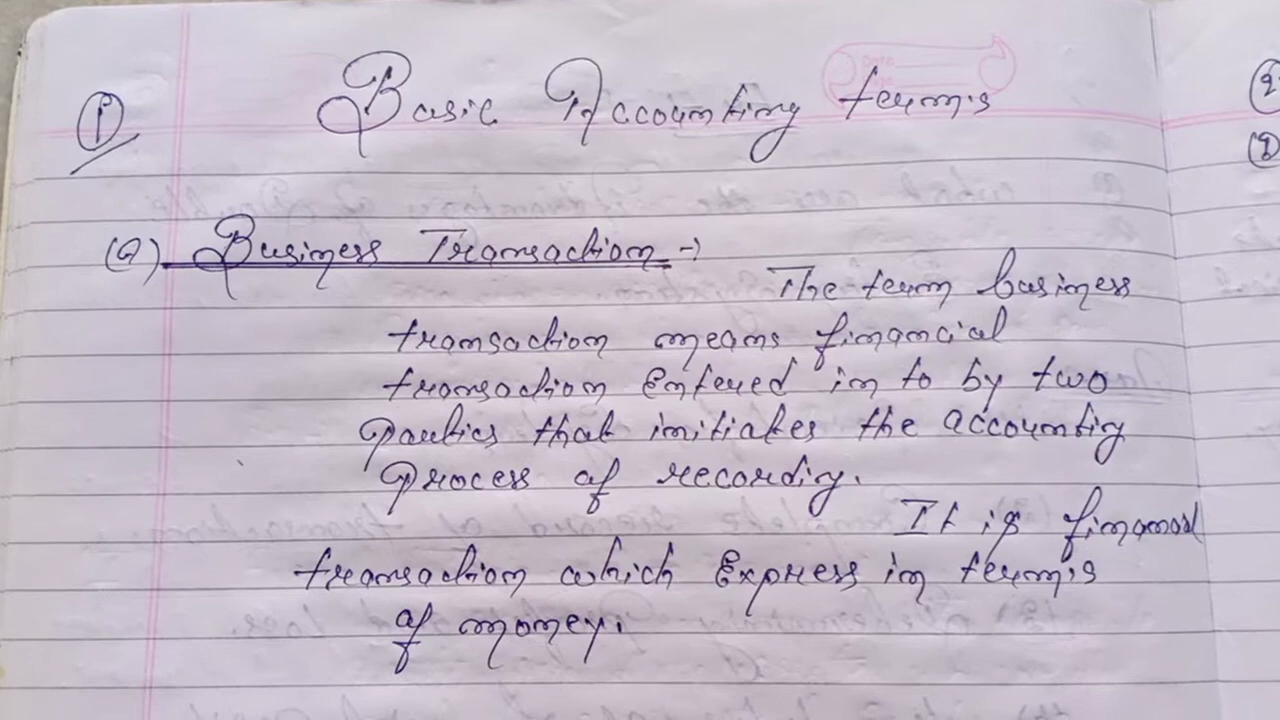 (1) Basic Accounting terms
(a) Business Transaction →
The term business
transaction means financial
transaction Entered in to by two
Parties that initiates the accounting
Process of recording.
It is financial
transaction which Express in terms
of money.